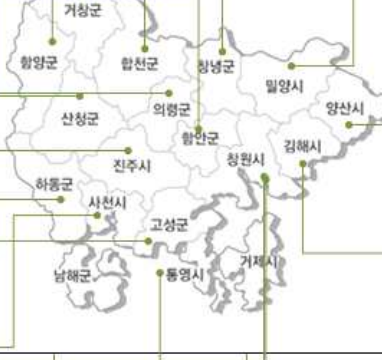 거창군
함양군
합천군
창녕군
밀양시
의령군
양산시
산청군
함안군
김해시
진주시
창원시
하동군
사천시
고성군
거제시
남해군
통영시